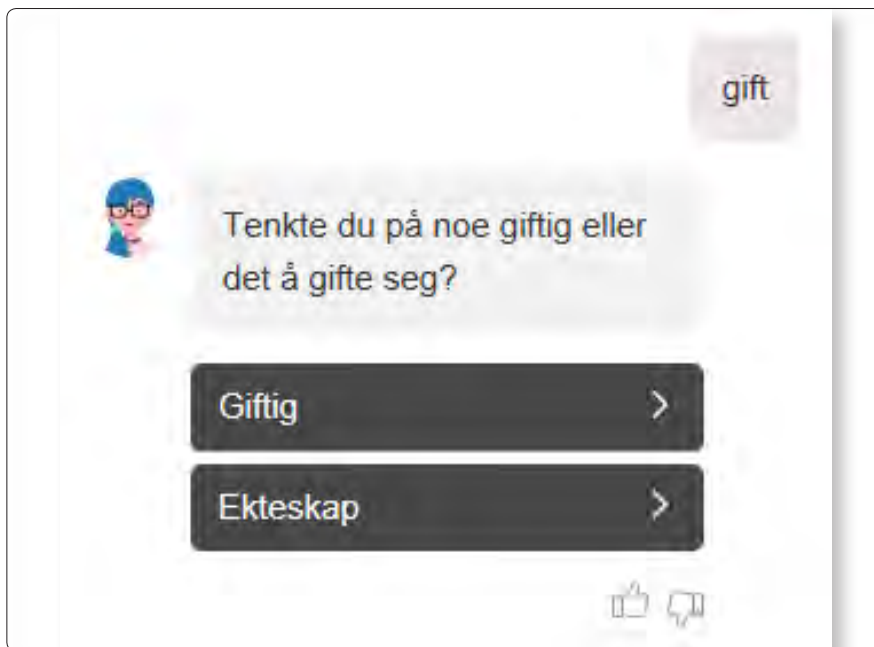 gift
Tenkte du på noe giftig eller
det å gifte seg?
Giftig
Ekteskap